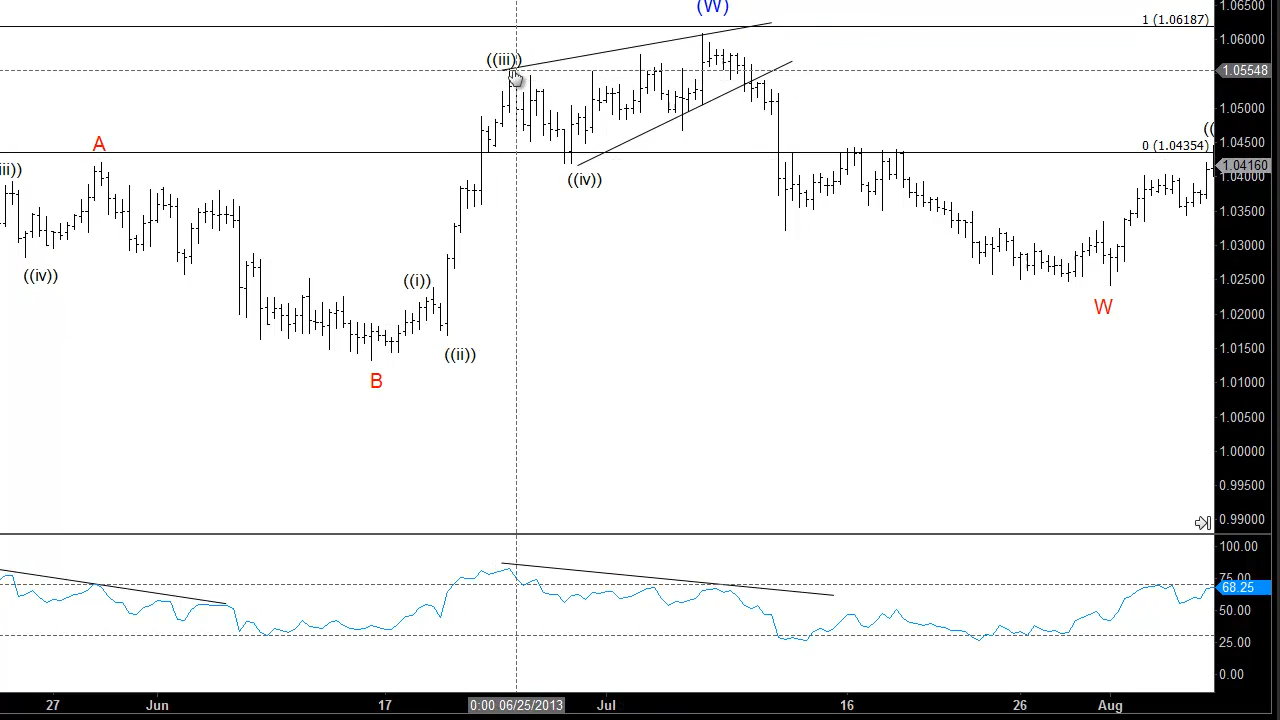 (W)
1.06500
1 (1.06187)
1.06000
((iii))
1.05548
1.05000
1.04500
0 (1.04354)
A
iii))
1.04160
1.04000
((iv))
1.03500
1.03000
((iv))
((i))
1.02500
W
1.02000
((ii))
1.01500
B
1.01000
1.00500
1.00000
0.99500
0.99000
100.00
75.00
68.25
50.00
25.00
0.00
27 Jun 17 0:00 06/25/2013 Jul 16 26 Aug